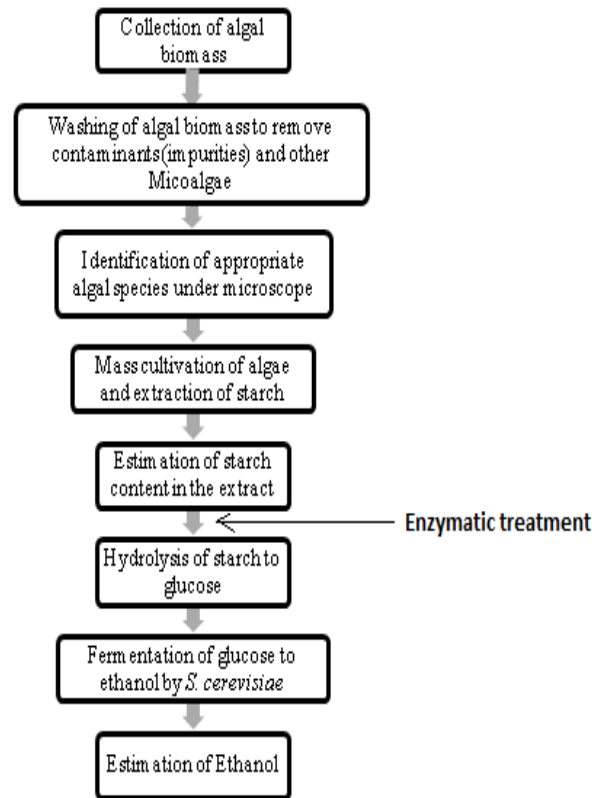 Collection of algal
biomass
Washing of algal biomass to remove
contaminants(impurities) and other
Micoalgae
Identification of appropriate
algal species under microscope
Mass cultivation of algae
and extraction of starch
Estimation of starch
content in the extract
Enzymatic treatment
Hydrolysis of starch to
glucose
Fermentation of glucose to
ethanol by S. cerevisiae
Estimation of Ethanol